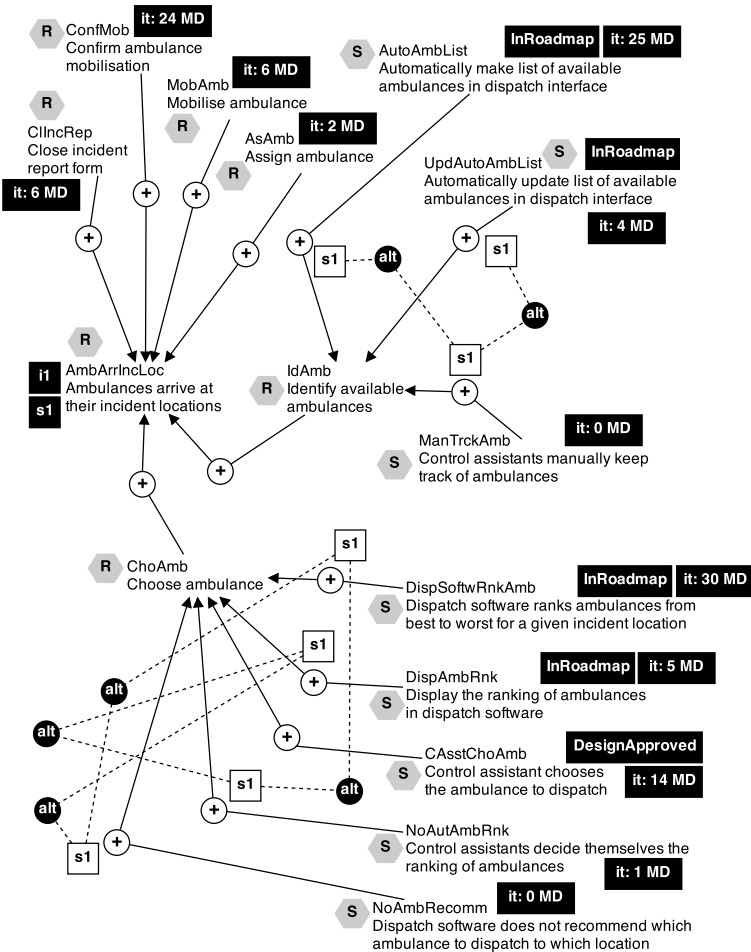 R
ConfMob
it: 24 MD
Confirm ambulance
mobilisation
InRoadmap
it: 25 MD
S
AutoAmbList
Automatically make list of available
ambulances in dispatch interface
it: 6 MD
MobAmb
Mobilise ambulance
R
R
ClIncRep
Close incident
report form
it: 6 MD
it: 2 MD
AsAmb
Assign ambulance
R
S
InRoadmap
UpdAutoAmbList
Automatically update list of available
ambulances in dispatch interface
it: 4 MD
+
+
+
+
+
+
s1
alt
s1
alt
s1
R
i1
s1
AmbArrIncLoc
Ambulances arrive at
their incident locations
R
IdAmb
Identify available
ambulances
+
it: 0 MD
S
ManTrckAmb
Control assistants manually keep
track of ambulances
+
+
s1
R
ChoAmb
Choose ambulance
+
InRoadmap
it: 30 MD
S
DispSoftwRnkAmb
Dispatch software ranks ambulances from
best to worst for a given incident location
s1
+
InRoadmap
it: 5 MD
S
DispAmbRnk
Display the ranking of ambulances
in dispatch software
alt
alt
+
DesignApproved
S
CAsstChoAmb
Control assistant chooses
the ambulance to dispatch
it: 14 MD
s1
alt
alt
+
S
NoAutAmbRnk
Control assistants decide themselves the
ranking of ambulances
it: 1 MD
s1
+
it: 0 MD
S
NoAmbRecomm
Dispatch software does not recommend which
ambulance to dispatch to which location